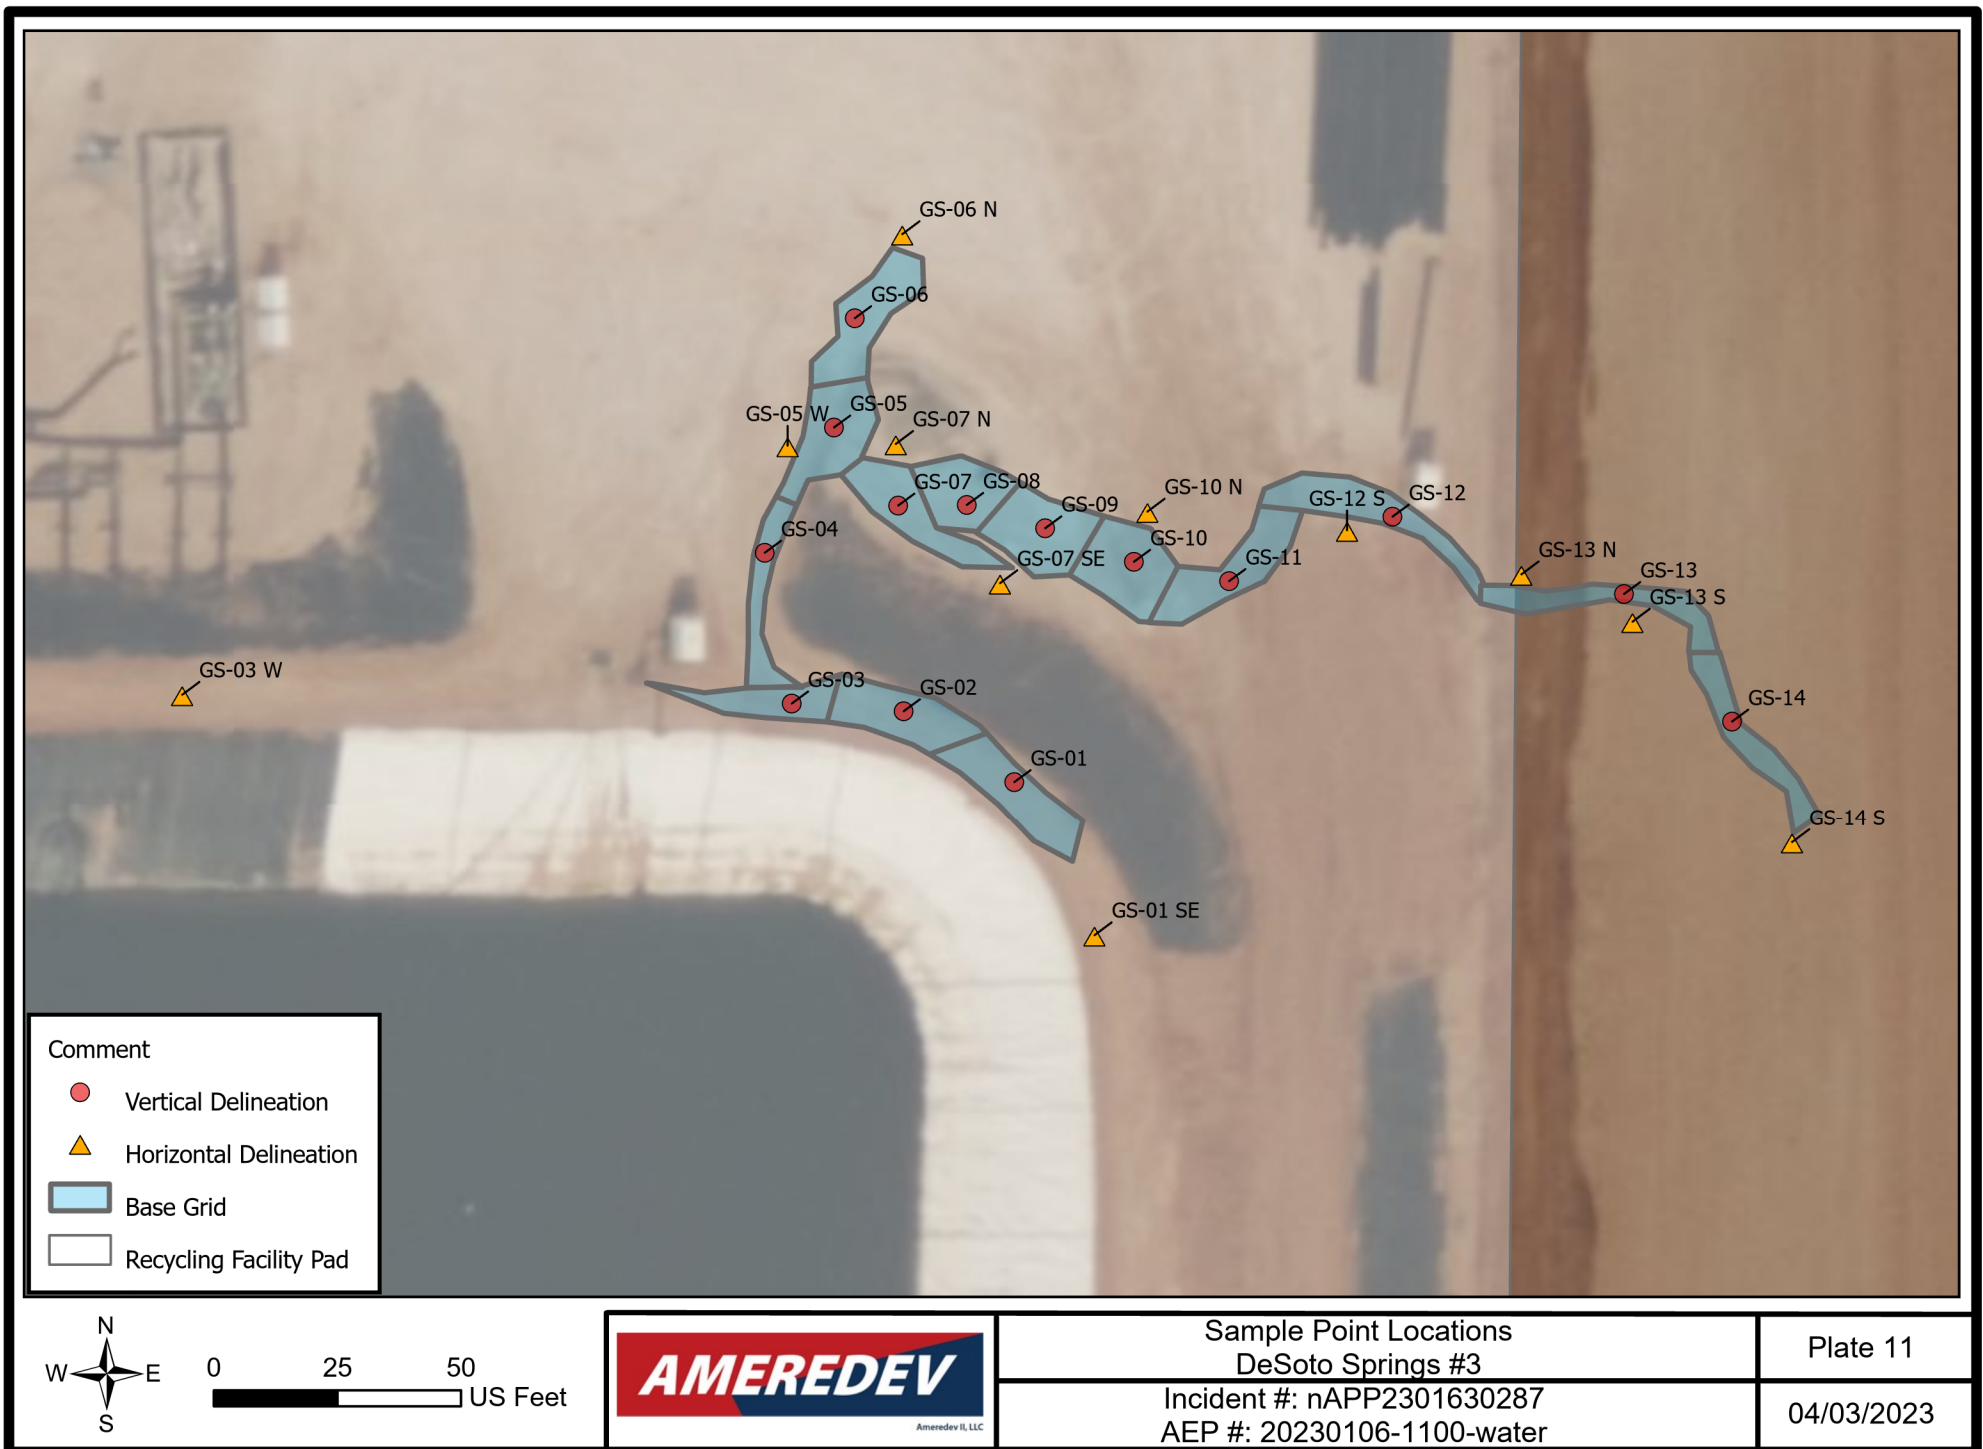 GS-06 N
GS-06
GS-05 W
GS-05
GS-07 N
GS-07
GS-08
GS-09
GS-10 N
GS-12 S
GS-12
GS-04
GS-07 SE
GS-10
GS-11
GS-13 N
GS-13
GS-13 S
GS-03 W
GS-03
GS-02
GS-14
GS-01
GS-14 S
GS-01 SE
Comment
Vertical Delineation
Horizontal Delineation
Base Grid
Recycling Facility Pad
N
W E
S
0 25 50
US Feet
AMEREDEV
Ameredev II, LLC
Sample Point Locations
DeSoto Springs #3
Incident #: nAPP2301630287
AEP #: 20230106-1100-water
Plate 11
04/03/2023